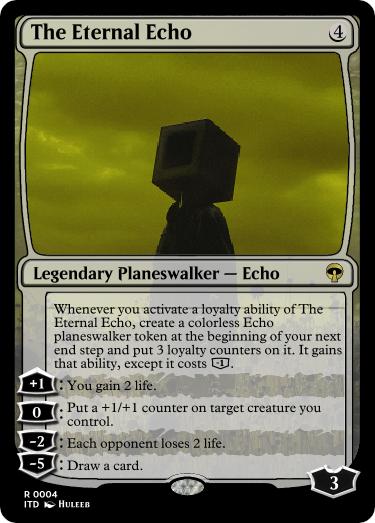 The Eternal Echo 4
Legendary Planeswalker — Echo
Whenever you activate a loyalty ability of The
Eternal Echo, create a colorless Echo
planeswalker token at the beginning of your next
end step and put 3 loyalty counters on it. It gains
that ability, except it costs -1.
+1: You gain 2 life.
0: Put a +1/+1 counter on target creature you
control.
-2: Each opponent loses 2 life.
-5: Draw a card.
3
R 0004
ITD Huleeb